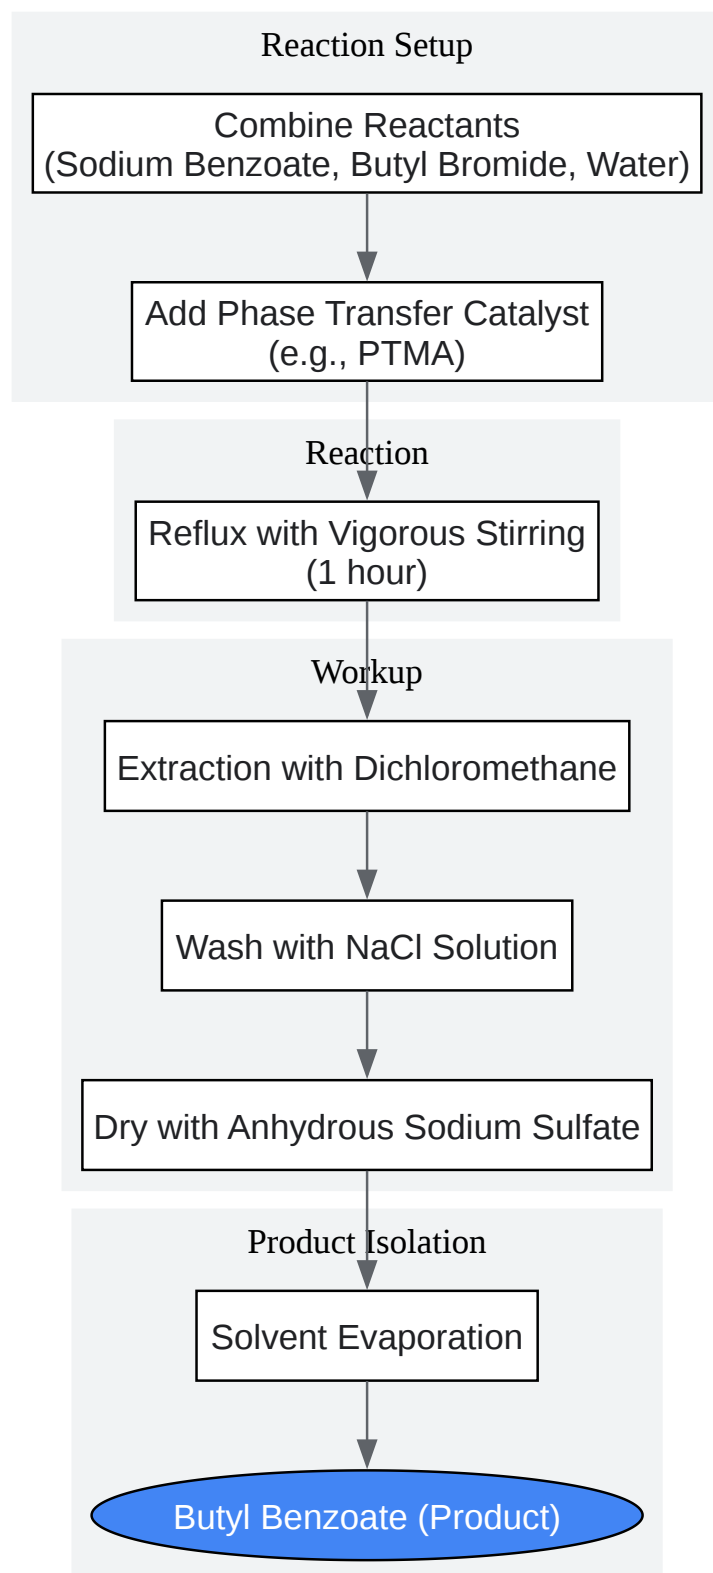 Reaction Setup
Combine Reactants
(Sodium Benzoate, Butyl Bromide, Water)
Add Phase Transfer Catalyst
(e.g., PTMA)
Reaction
Reflux with Vigorous Stirring
(1 hour)
Workup
Extraction with Dichloromethane
Wash with NaCl Solution
Dry with Anhydrous Sodium Sulfate
Product Isolation
Solvent Evaporation
Butyl Benzoate (Product)